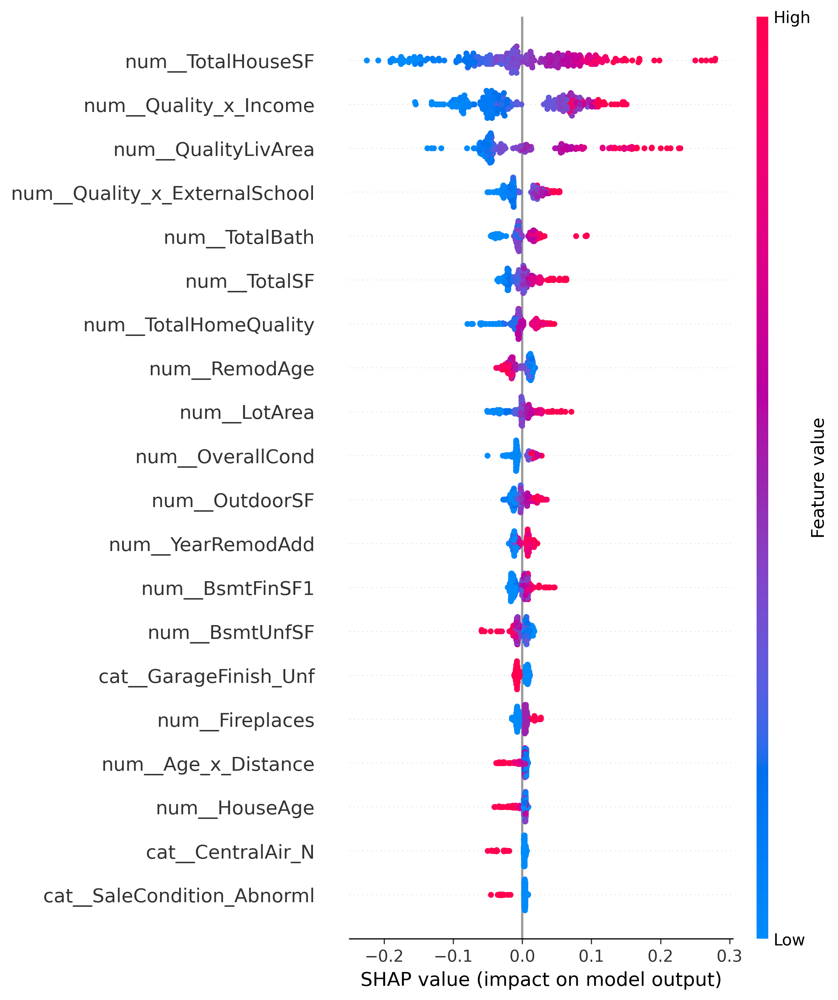 High
num__TotalHouseSF
num__Quality_x_Income
num__QualityLivArea
num__Quality_x_ExternalSchool
num__TotalBath
num__TotalSF
num__TotalHomeQuality
num__RemodAge
num__LotArea
num__OverallCond
num__OutdoorSF
num__YearRemodAdd
num__BsmtFinSF1
num__BsmtUnfSF
cat__GarageFinish_Unf
num__Fireplaces
num__Age_x_Distance
num__HouseAge
cat__CentralAir_N
cat__SaleCondition_Abnorml
Feature value
Low
−0.2 −0.1 0.0 0.1 0.2 0.3
SHAP value (impact on model output)